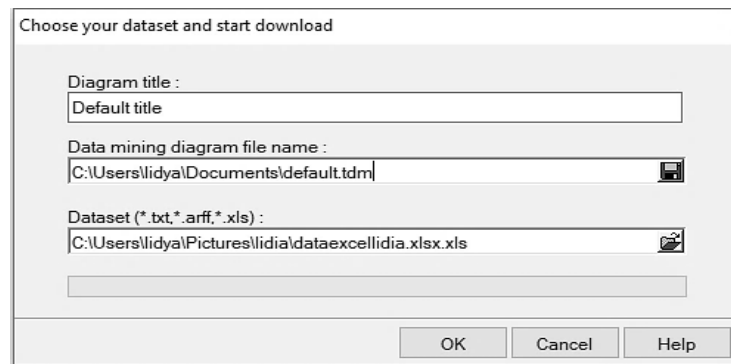 Choose your dataset and start download
Diagram title :
Default title
Data mining diagram file name :
C:\Users\lidya\Documents\default.tdm
Dataset (*.txt,*.arff,*.xls) :
C:\Users\lidya\Pictures\lidia\dataexcellidia.xlsx.xls
OK
Cancel
Help